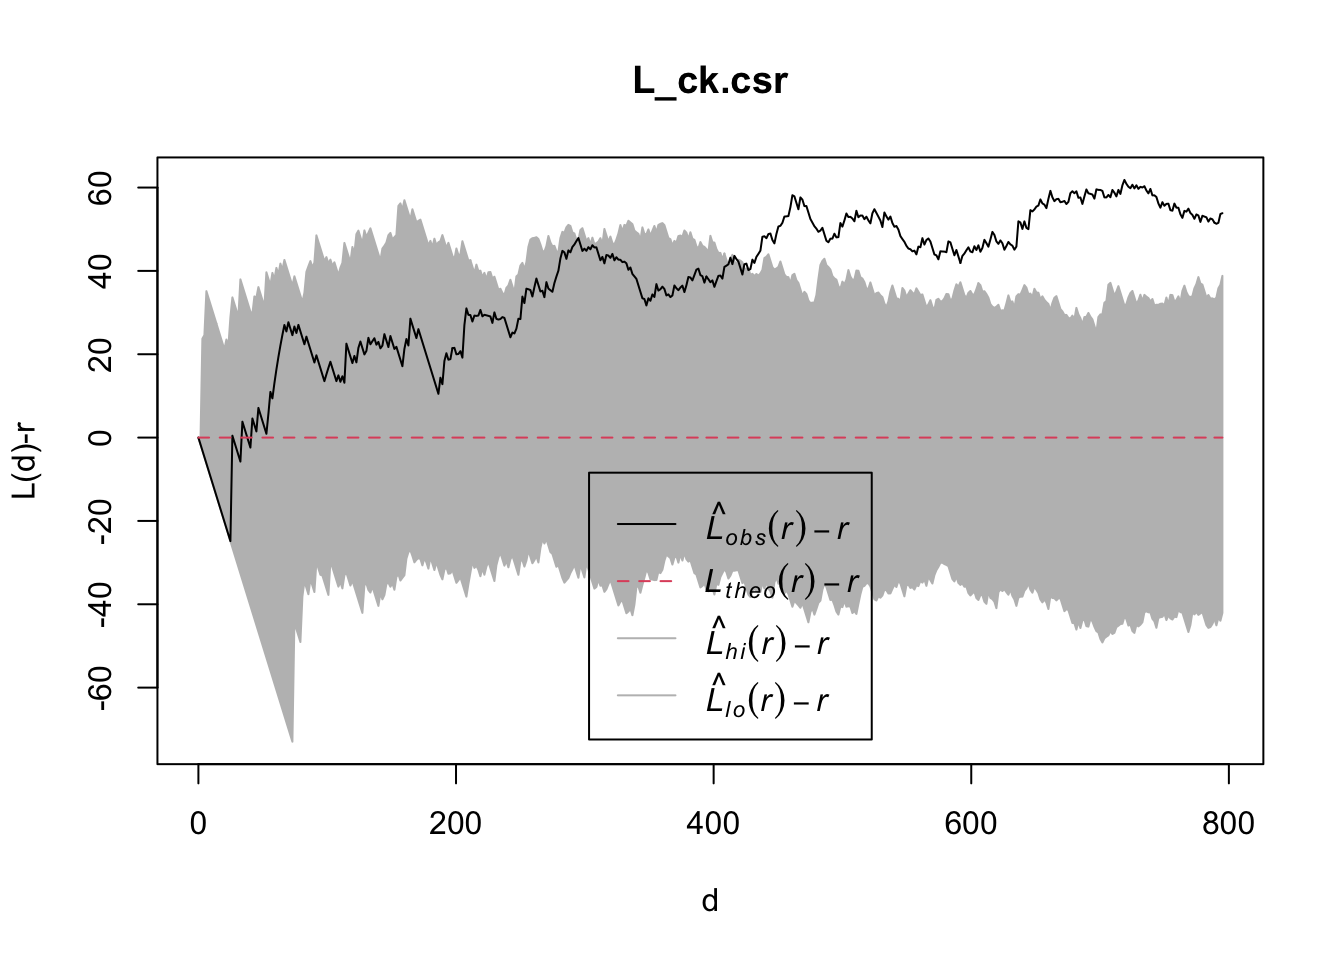 L_ck.csr
L(d)-r
60
40
20
0
-20
-40
-60
L̂obs(r) − r
Ltheo(r) − r
L̂hi(r) − r
L̂lo(r) − r
0 200 400 600 800
d